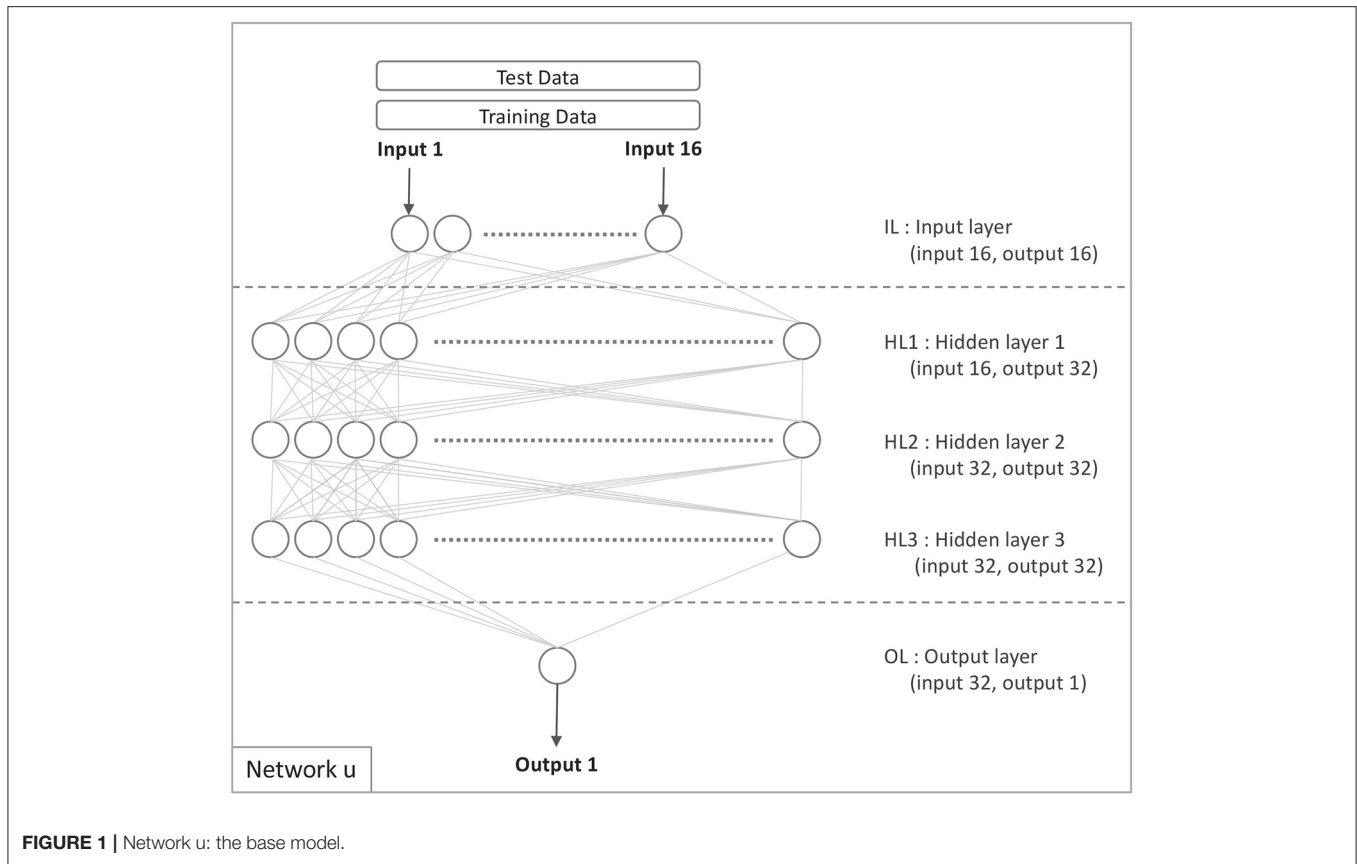 Test Data
Training Data
Input 1
Input 16
IL : Input layer
(input 16, output 16)
HL1 : Hidden layer 1
(input 16, output 32)
HL2 : Hidden layer 2
(input 32, output 32)
HL3 : Hidden layer 3
(input 32, output 32)
OL : Output layer
(input 32, output 1)
Output 1
Network u
FIGURE 1 | Network u: the base model.